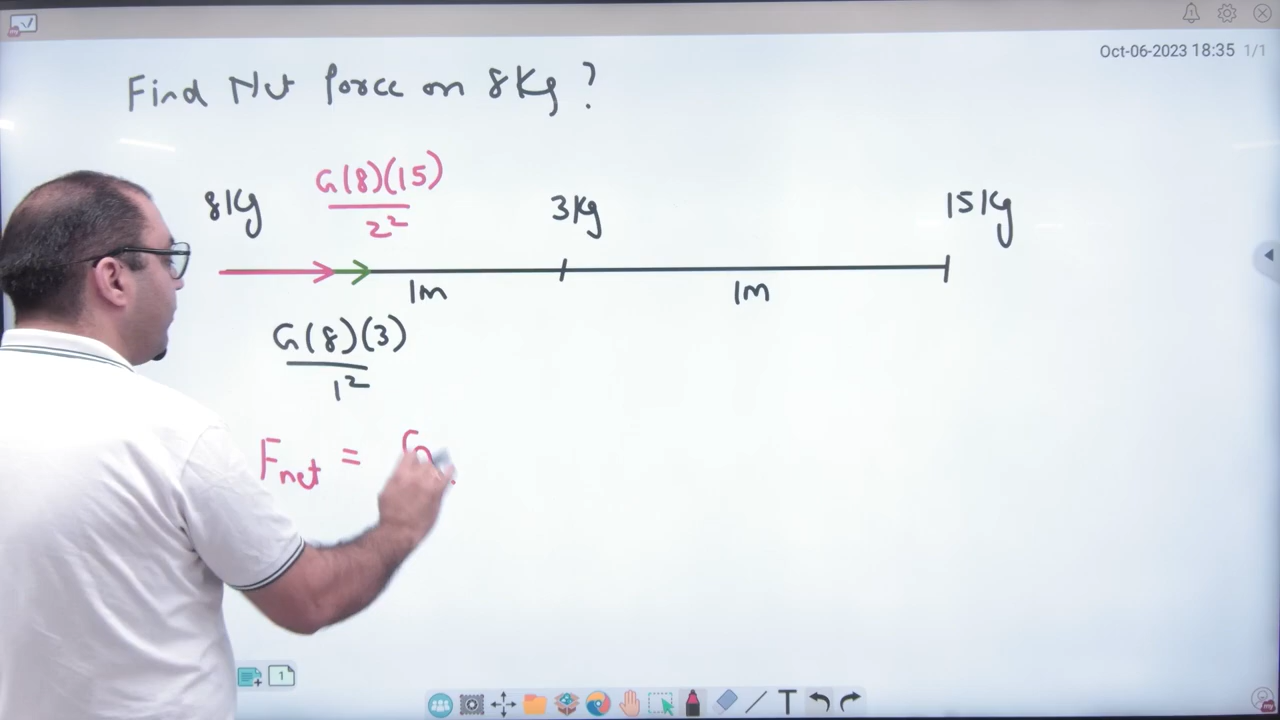 Oct-06-2023 18:35 1/1
Find Net force on 8Kg?
G(8)(15)
2²
8Kg
3Kg
15Kg
1m
1m
G(8)(3)
1²
Fnet = G
1
T